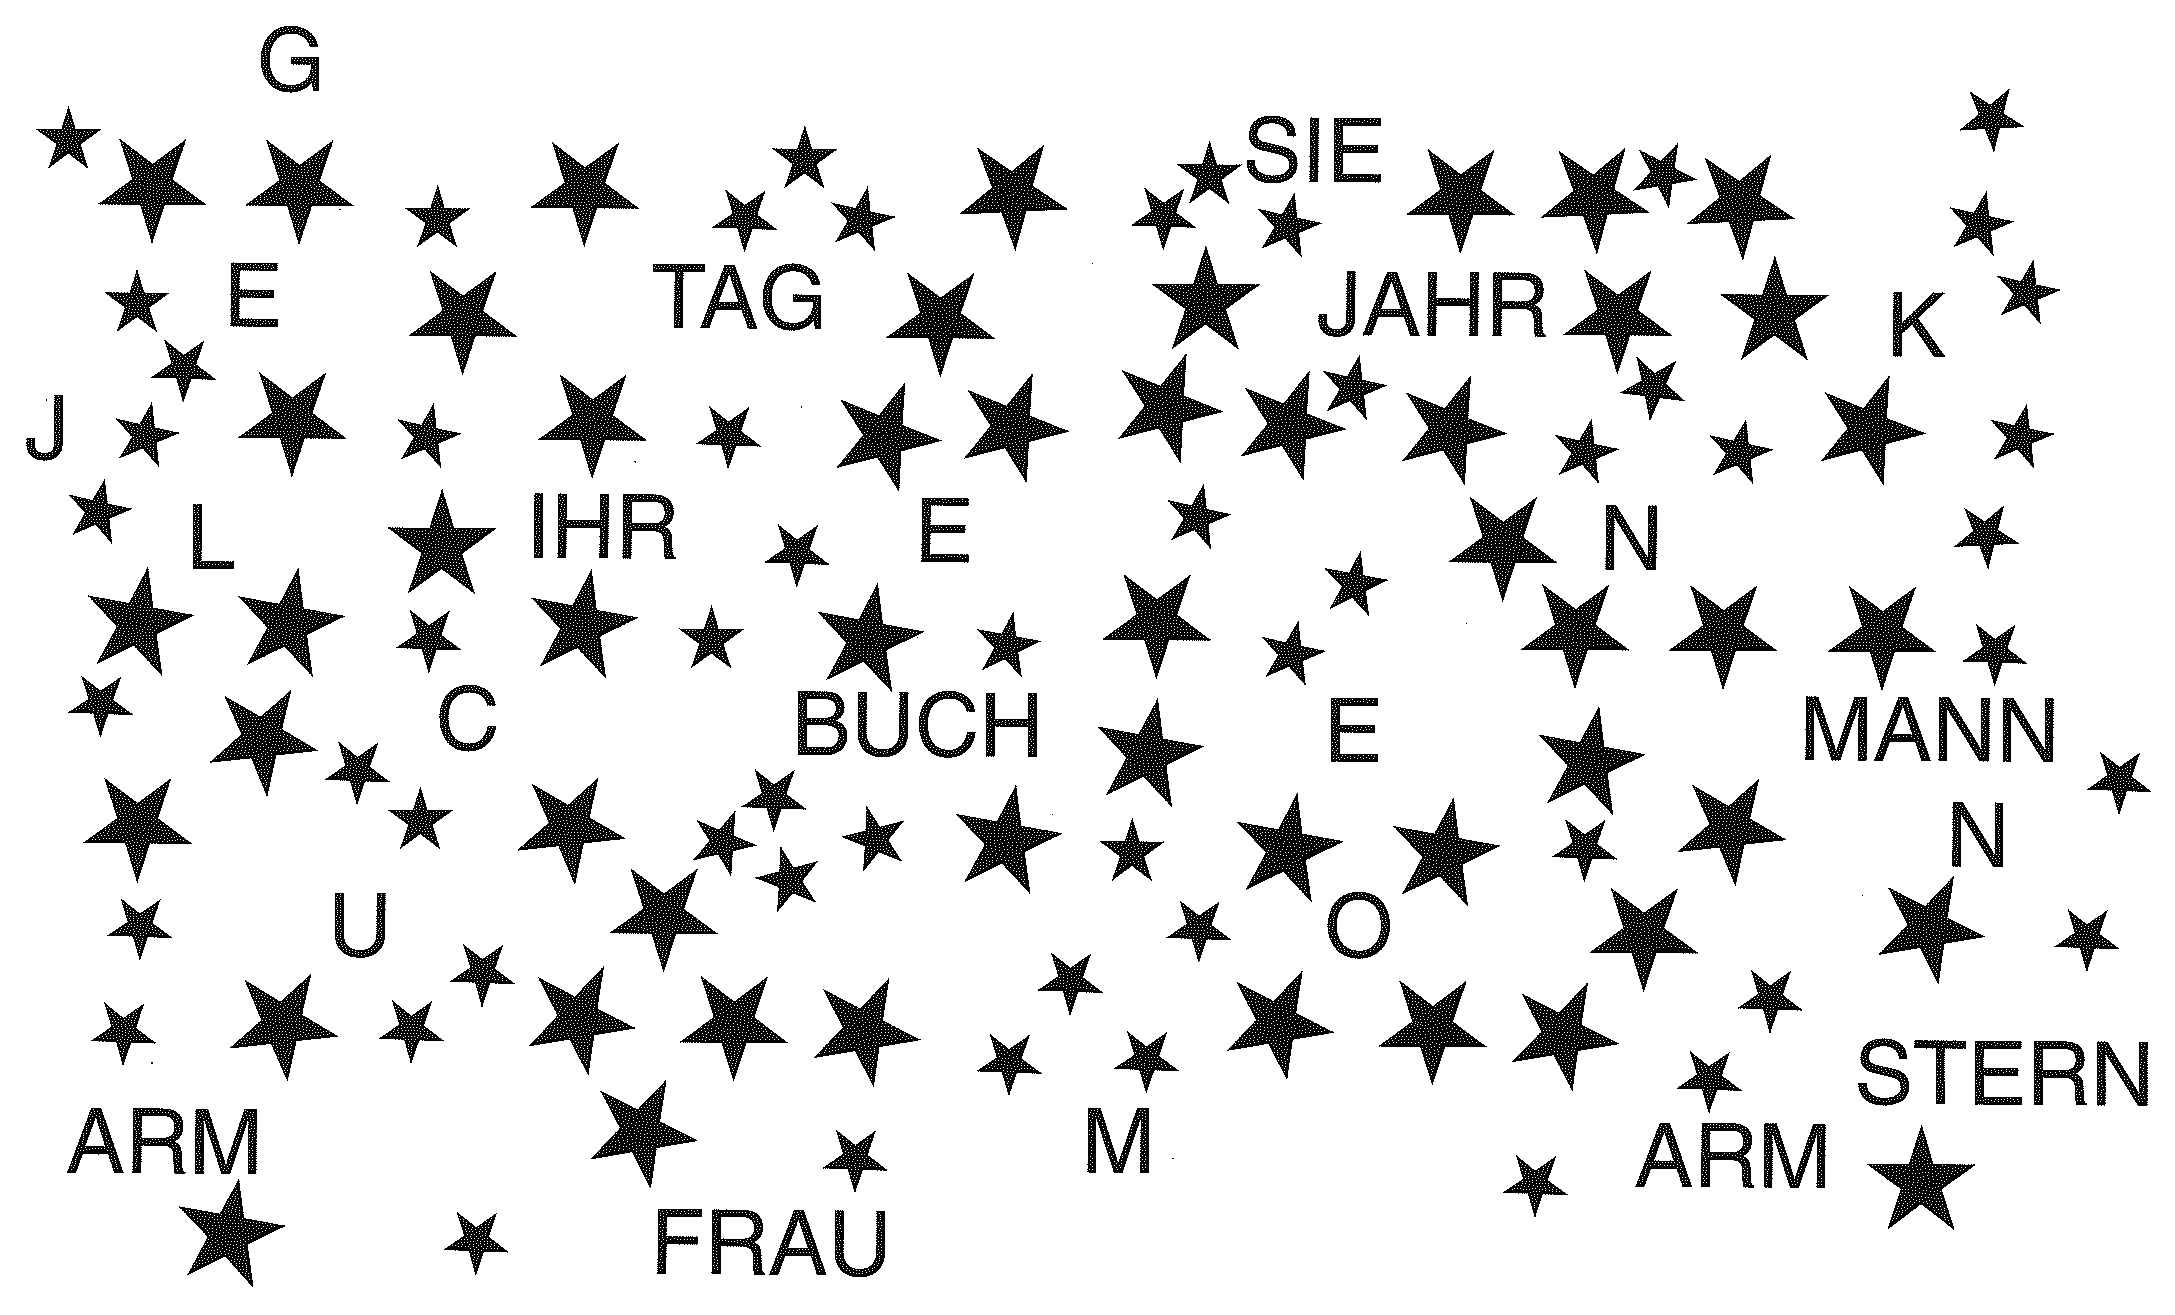 G
SIE
E TAG JAHR K
J
L IHR E N
C BUCH E MANN
N
U O
STERN
ARM M ARM
FRAU